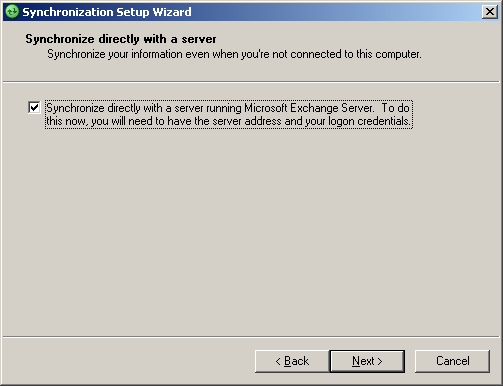 Synchronization Setup Wizard
Synchronize directly with a server
Synchronize your information even when you're not connected to this computer.
Synchronize directly with a server running Microsoft Exchange Server. To do
this now, you will need to have the server address and your logon credentials.
< Back
Next >
Cancel